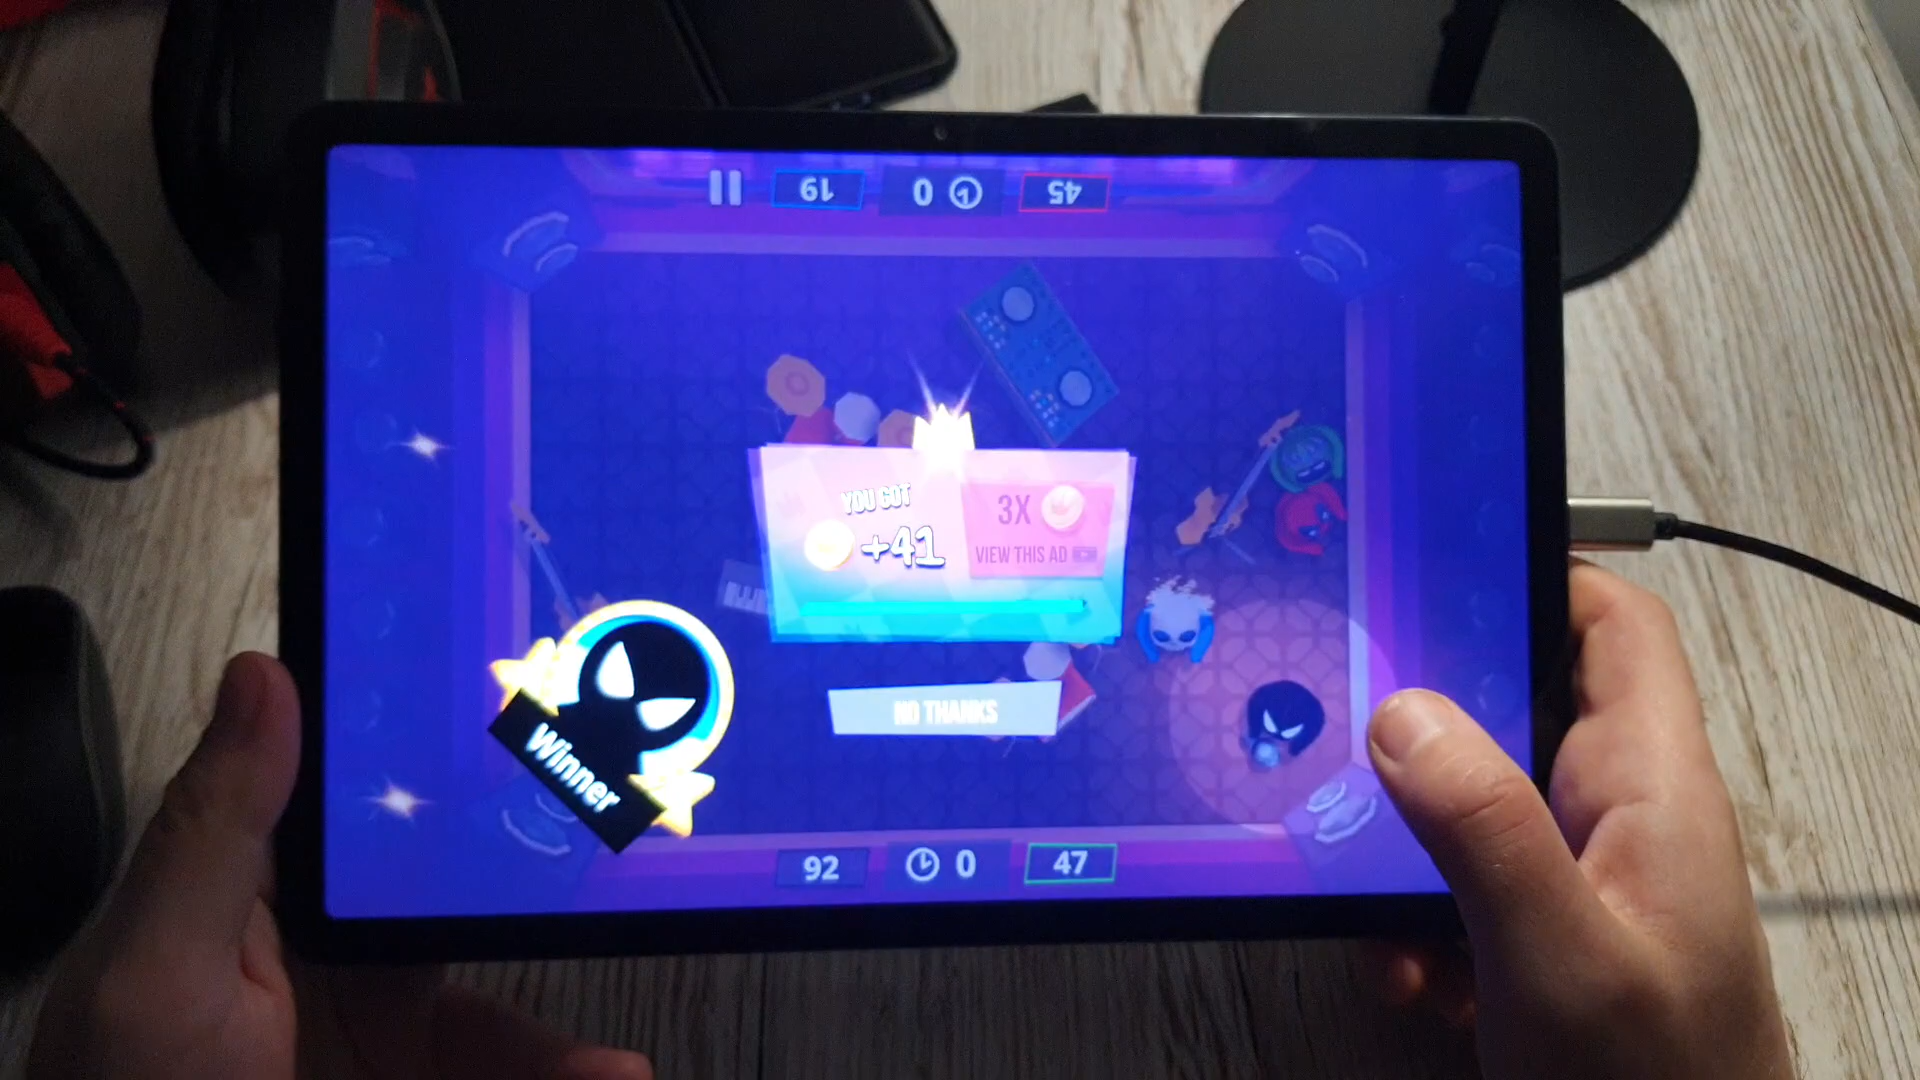 19 0 45
YOU GOT
+41
3X
VIEW THIS AD
NO THANKS
Winner
92 0 47